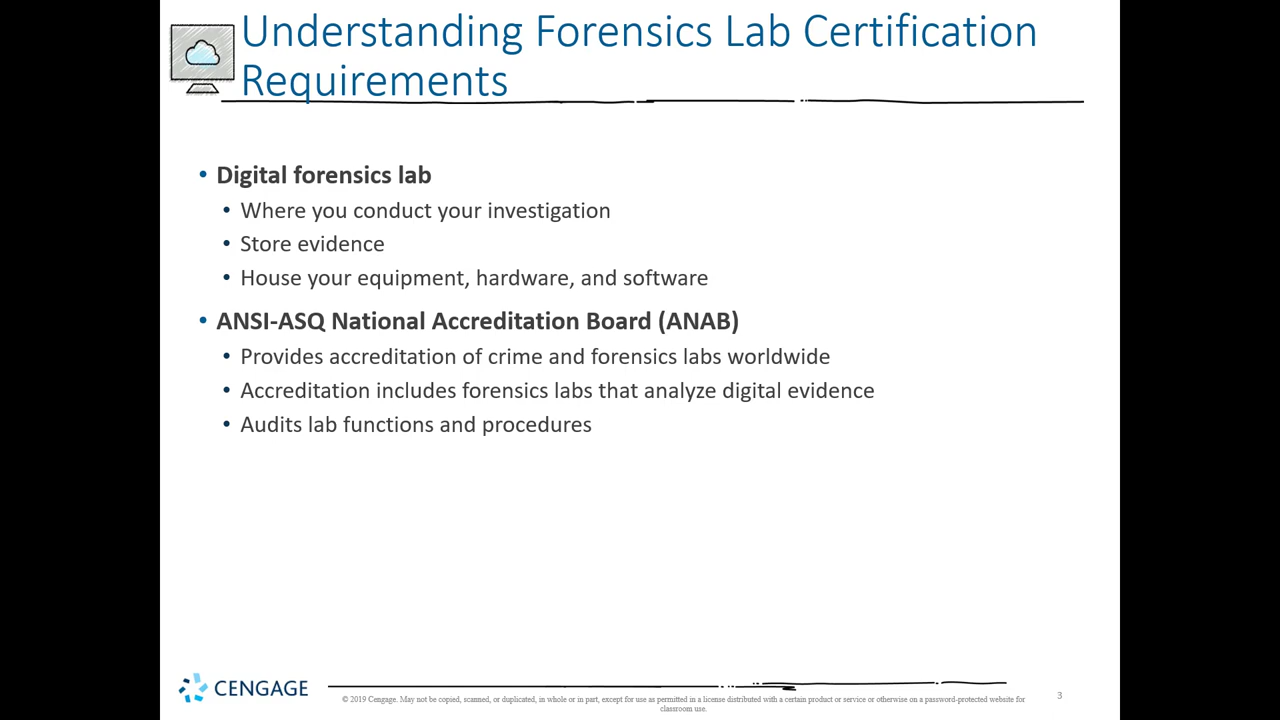 Understanding Forensics Lab Certification
Requirements
• Digital forensics lab
• Where you conduct your investigation
• Store evidence
• House your equipment, hardware, and software
• ANSI-ASQ National Accreditation Board (ANAB)
• Provides accreditation of crime and forensics labs worldwide
• Accreditation includes forensics labs that analyze digital evidence
• Audits lab functions and procedures
CENGAGE
© 2019 Cengage. May not be copied, scanned, or duplicated, in whole or in part, except for use as permitted in a license distributed with a certain product or service or otherwise on a password-protected website for
classroom use.
3